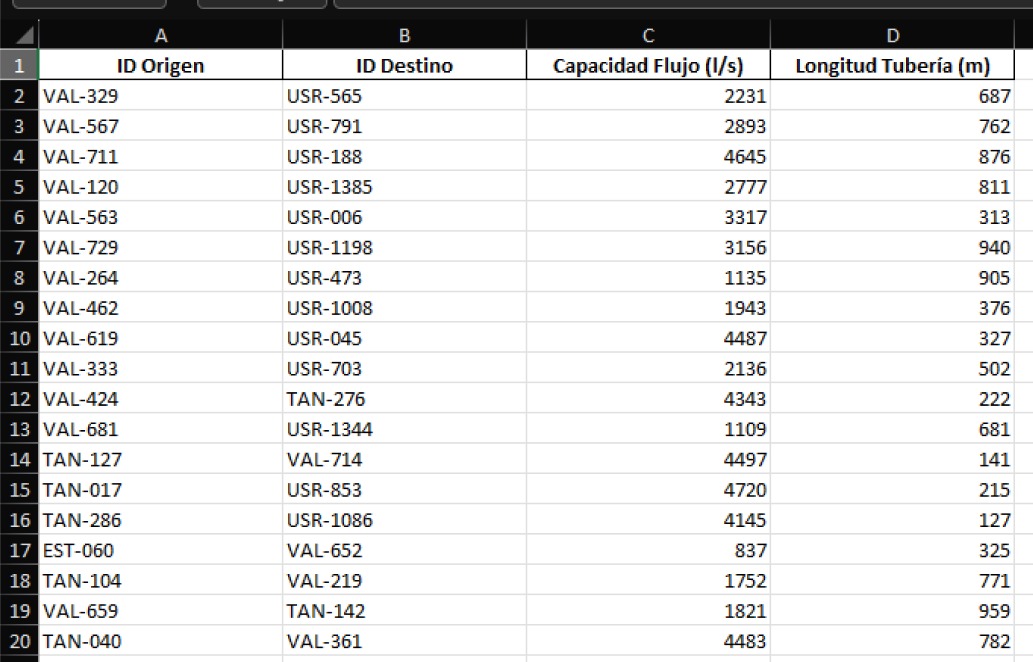 A B C D
1 ID Origen ID Destino Capacidad Flujo (l/s) Longitud Tubería (m)
2 VAL-329 USR-565 2231 687
3 VAL-567 USR-791 2893 762
4 VAL-711 USR-188 4645 876
5 VAL-120 USR-1385 2777 811
6 VAL-563 USR-006 3317 313
7 VAL-729 USR-1198 3156 940
8 VAL-264 USR-473 1135 905
9 VAL-462 USR-1008 1943 376
10 VAL-619 USR-045 4487 327
11 VAL-333 USR-703 2136 502
12 VAL-424 TAN-276 4343 222
13 VAL-681 USR-1344 1109 681
14 TAN-127 VAL-714 4497 141
15 TAN-017 USR-853 4720 215
16 TAN-286 USR-1086 4145 127
17 EST-060 VAL-652 837 325
18 TAN-104 VAL-219 1752 771
19 VAL-659 TAN-142 1821 959
20 TAN-040 VAL-361 4483 782